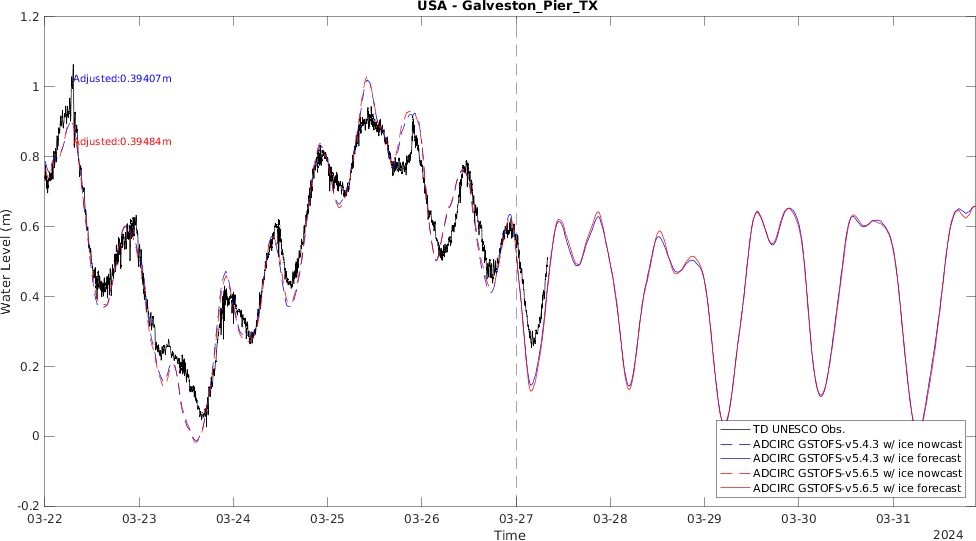 USA - Galveston_Pier_TX
1.2
1
0.8
0.6
0.4
0.2
0
-0.2
Water Level (m)
Adjusted:0.39407m
Adjusted:0.39484m
TD UNESCO Obs.
ADCIRC GSTOFS-v5.4.3 w/ ice nowcast
ADCIRC GSTOFS-v5.4.3 w/ ice forecast
ADCIRC GSTOFS-v5.6.5 w/ ice nowcast
ADCIRC GSTOFS-v5.6.5 w/ ice forecast
03-22 03-23 03-24 03-25 03-26 03-27 03-28 03-29 03-30 03-31
Time
2024